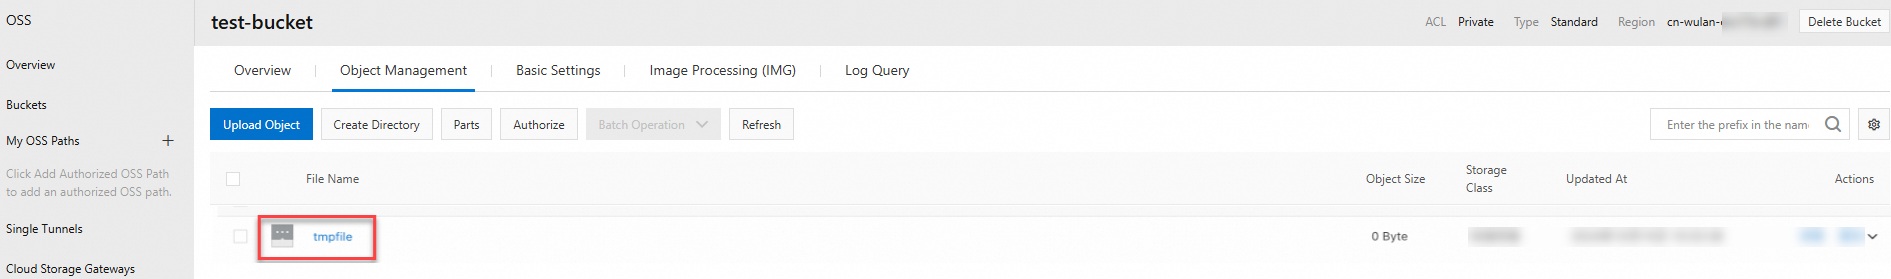 OSS
test-bucket
ACL Private Type Standard Region cn-wulan- Delete Bucket
Overview
Buckets
My OSS Paths +
Click Add Authorized OSS Path
to add an authorized OSS path.
Single Tunnels
Cloud Storage Gateways
Overview Object Management Basic Settings Image Processing (IMG) Log Query
Upload Object Create Directory Parts Authorize Batch Operation Refresh Enter the prefix in the nam
File Name Object Size Storage Class Updated At Actions
tmpfile 0 Byte